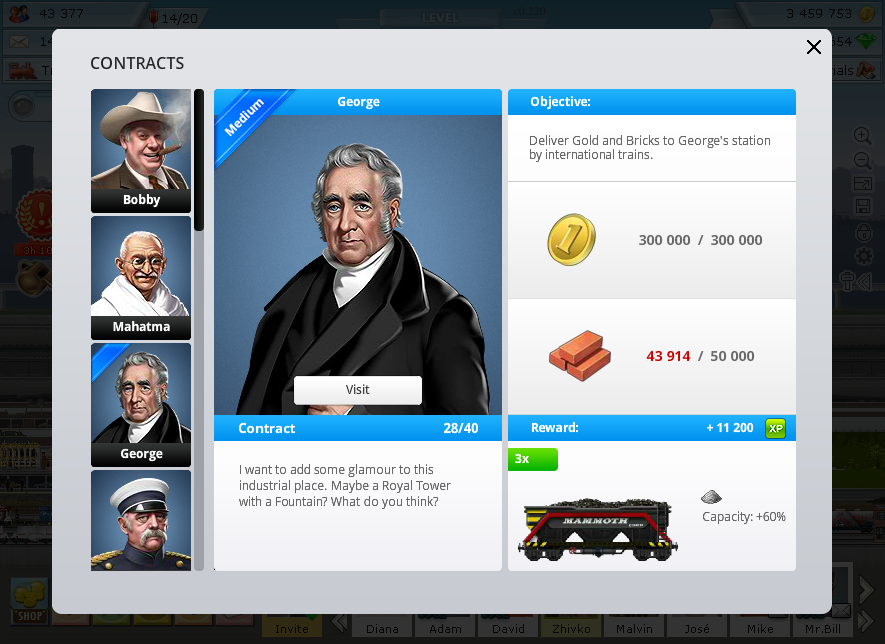 43 377
14/20
LEVEL
3 459 753
CONTRACTS
Bobby
Mahatma
George
Medium
George
Visit
Contract
28/40
I want to add some glamour to this
industrial place. Maybe a Royal Tower
with a Fountain? What do you think?
Objective:
Deliver Gold and Bricks to George's station
by international trains.
300 000 / 300 000
43 914 / 50 000
Reward:
+ 11 200
XP
3x
MAMMOTH
Capacity: +60%
SHOP
Invite
Diana
Adam
David
Zhivko
Malvin
José
Mike
Mr.Bill